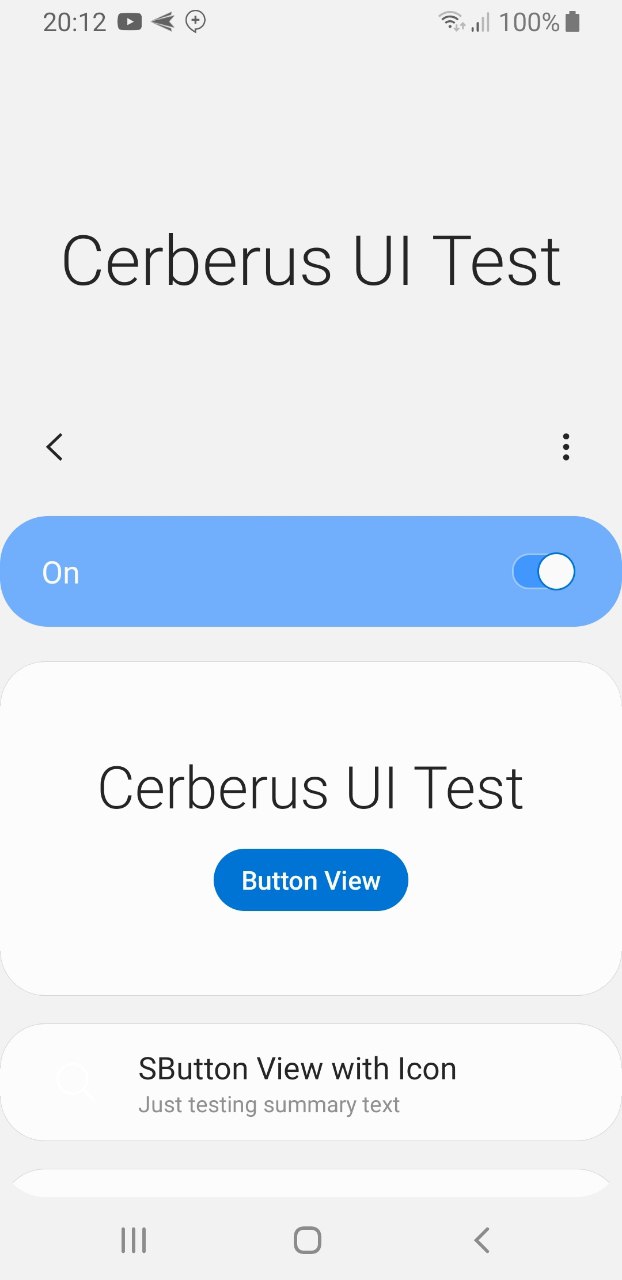 20:12 100%
Cerberus UI Test
On
Cerberus UI Test
Button View
SButton View with Icon
Just testing summary text